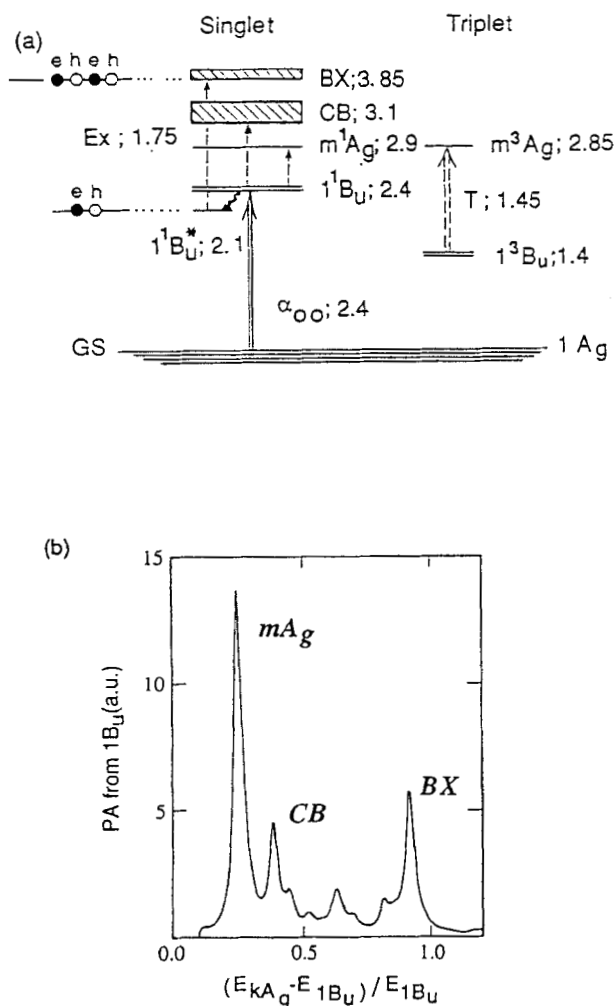 Singlet Triplet
(a)
e h e h
BX;3.85
CB; 3.1
Ex ; 1.75
m¹Ag; 2.9 m³Ag; 2.85
1¹Bu; 2.4
T ; 1.45
e h
1¹Bu*; 2.1
1³Bu;1.4
αoo; 2.4
GS 1 Ag
(b)
15
mAg
10
PA from 1Bu(a.u.)
CB
BX
5
0.0 0.5 1.0
(EkAg-E1Bu) / E1Bu